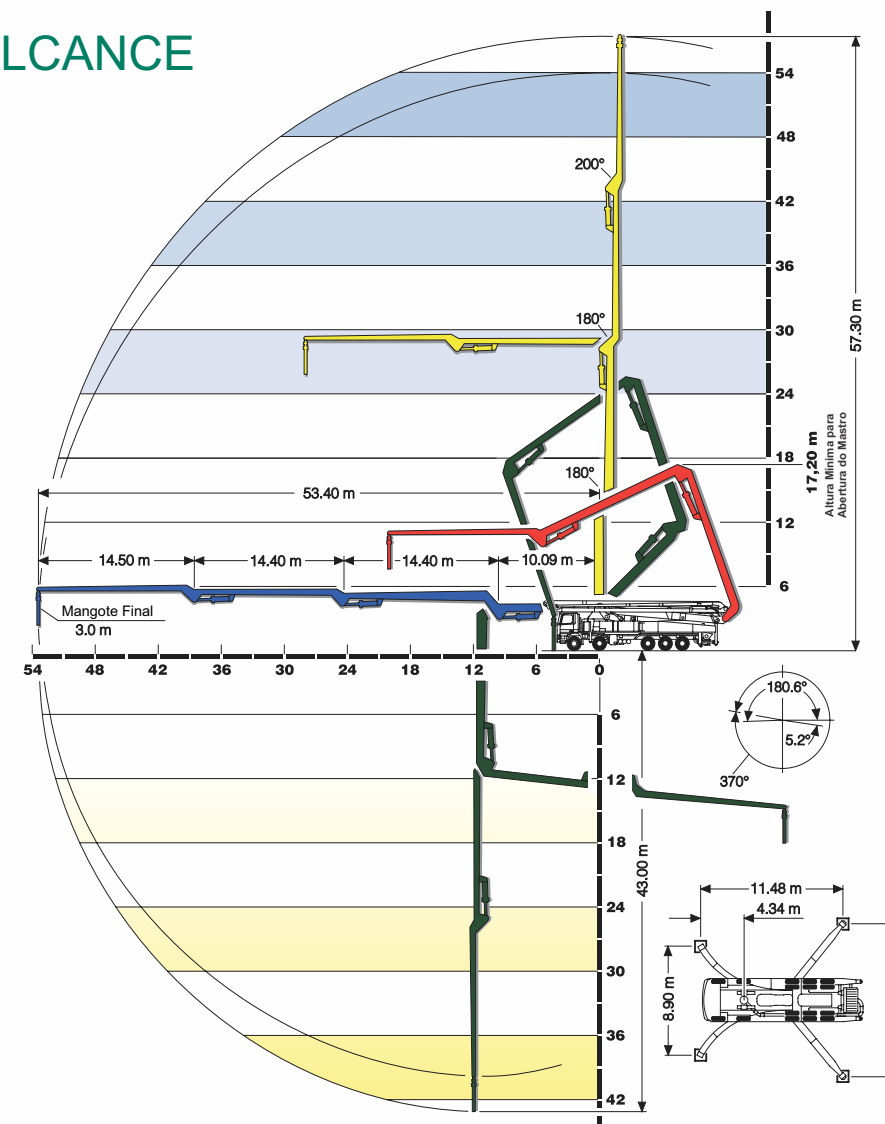 LCANCE
54
48
200°
42
36
180°
30
57.30 m
24
18
17,20 m
Altura Mínima para
Abertura do Mastro
180°
53.40 m
12
14.50 m
14.40 m
14.40 m
10.09 m
6
Mangote Final
3.0 m
54
48
42
36
30
24
18
12
6
0
6
180.6°
5.2°
370°
12
18
43.00 m
24
30
36
42
11.48 m
4.34 m
8.90 m